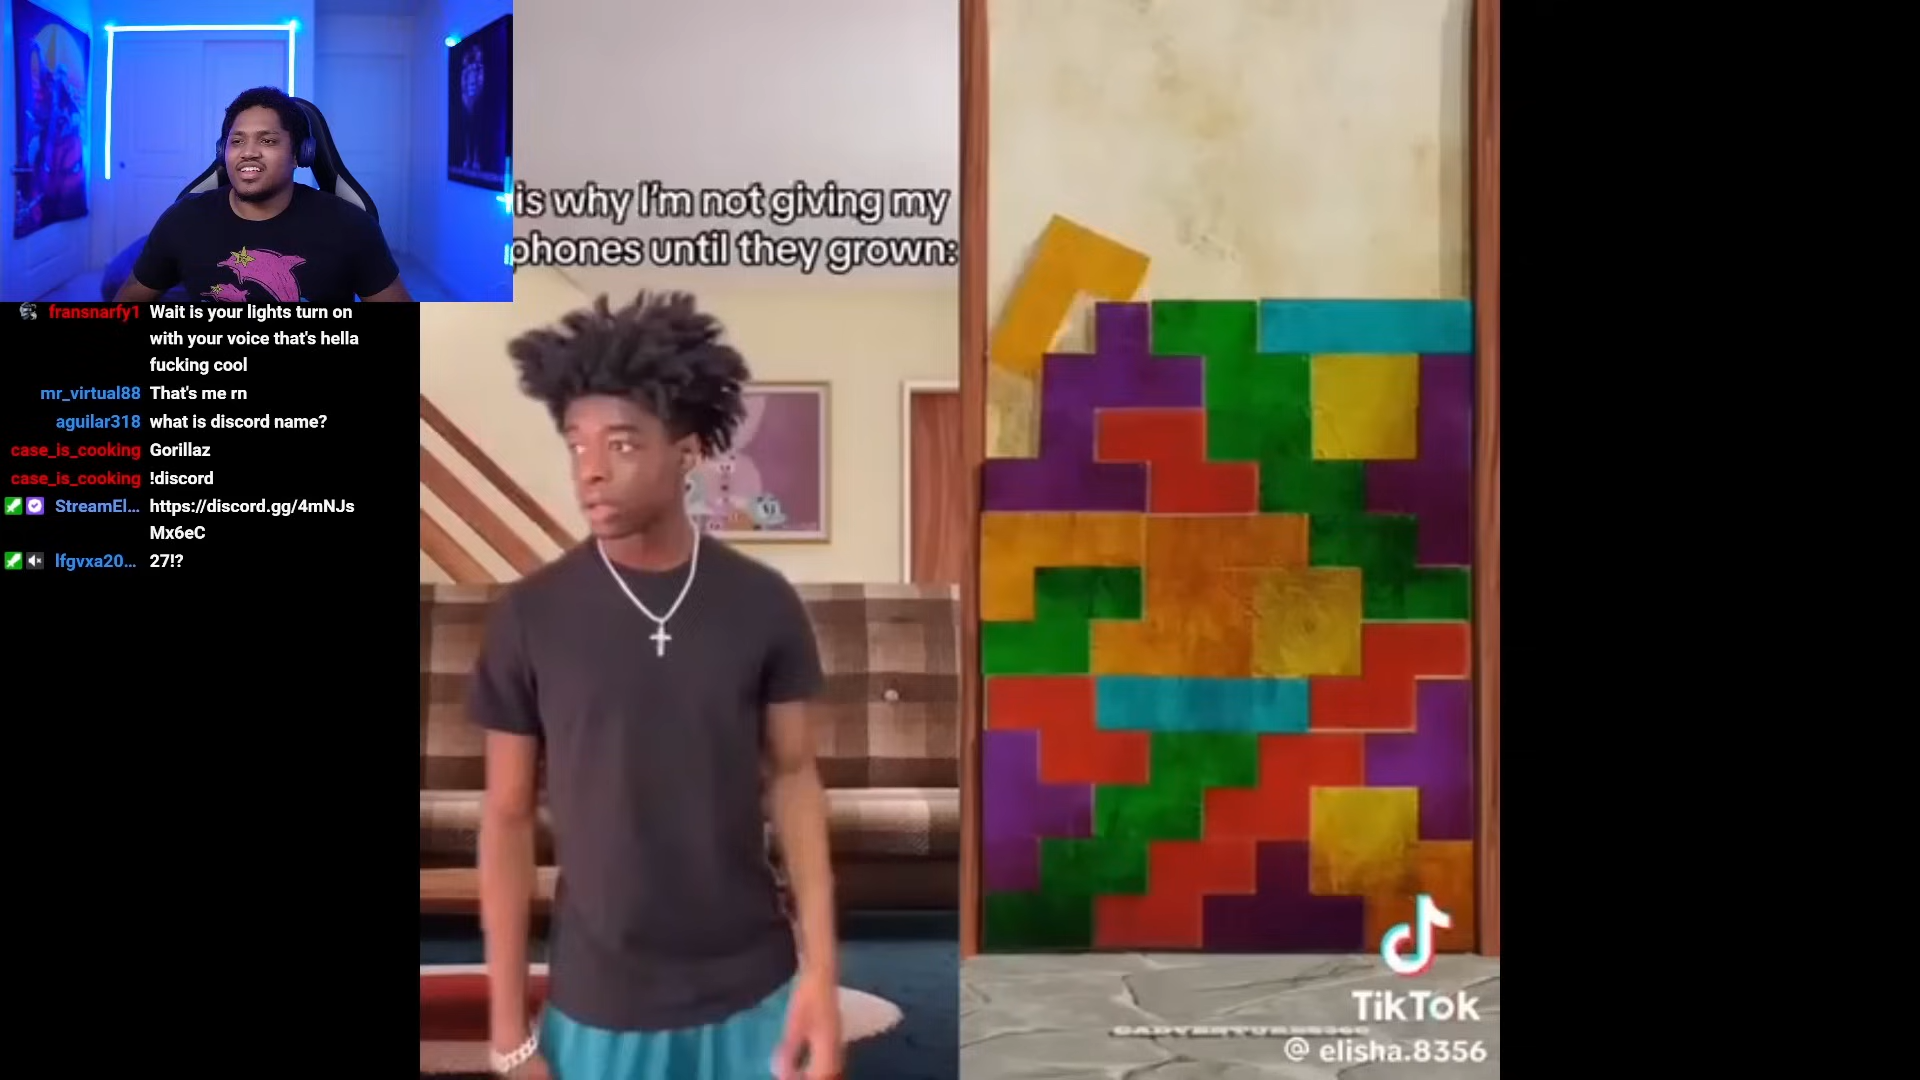 is why I'm not giving my
phones until they grown:
fransnarfy1 Wait is your lights turn on
with your voice that's hella
fucking cool
mr_virtual88 That's me rn
aguilar318 what is discord name?
case_is_cooking Gorillaz
case_is_cooking !discord
StreamEl... https://discord.gg/4mNJs
Mx6eC
lfgvxa20... 27!?
TikTok
@ elisha.8356